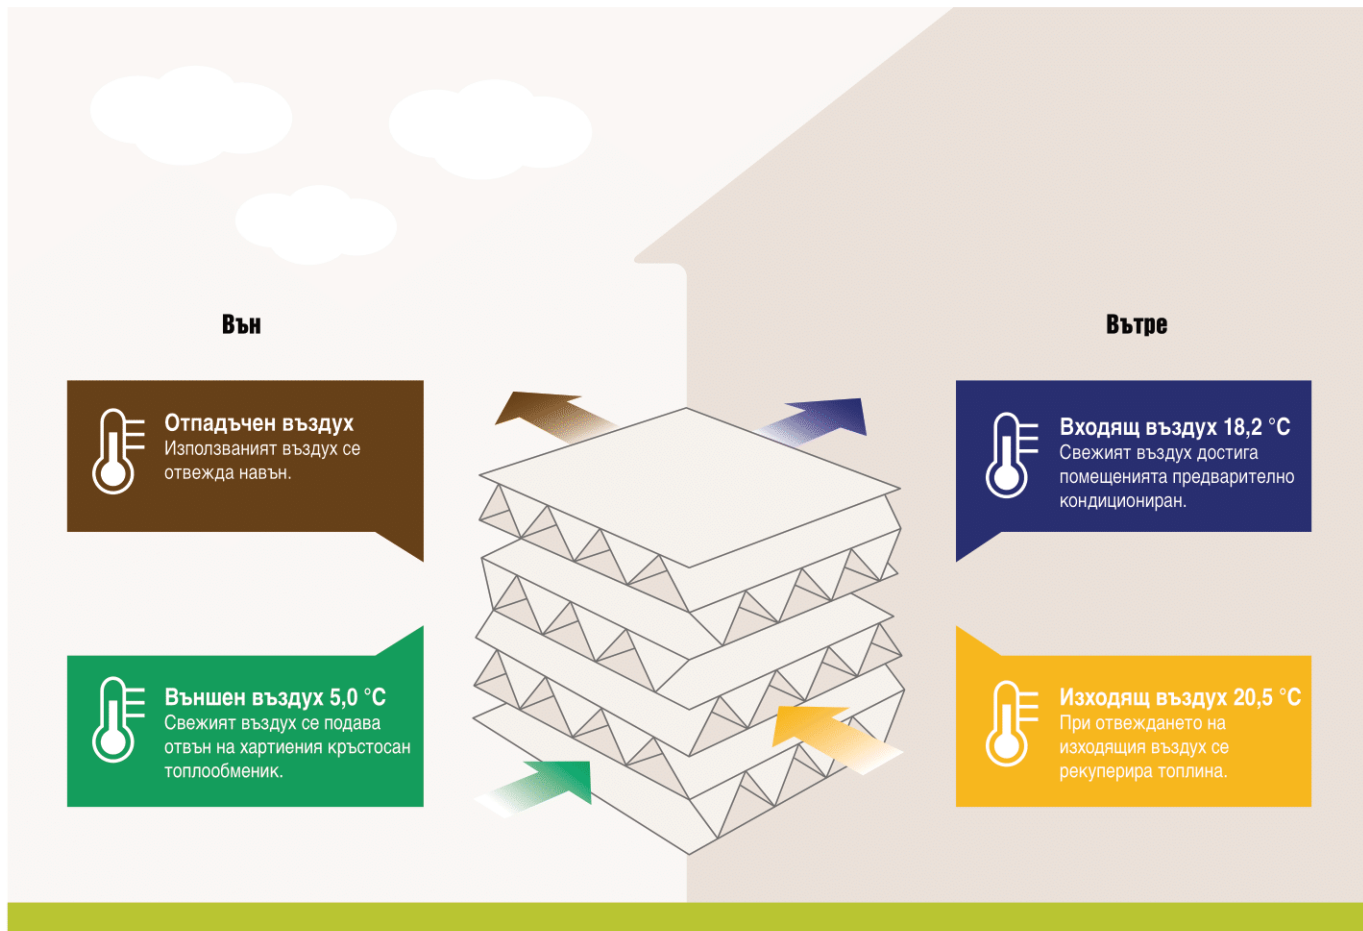 Вън
Вътре
Отпадъчен въздух
Използваният въздух се
отвежда навън.
Входящ въздух 18,2 °C
Свежият въздух достига
помещенията предварително
кондициониран.
Външен въздух 5,0 °C
Свежият въздух се подава
отвън на хартиения кръстосан
топлообменик.
Изходящ въздух 20,5 °C
При отвеждането на
изходящия въздух се
рекуперира топлина.